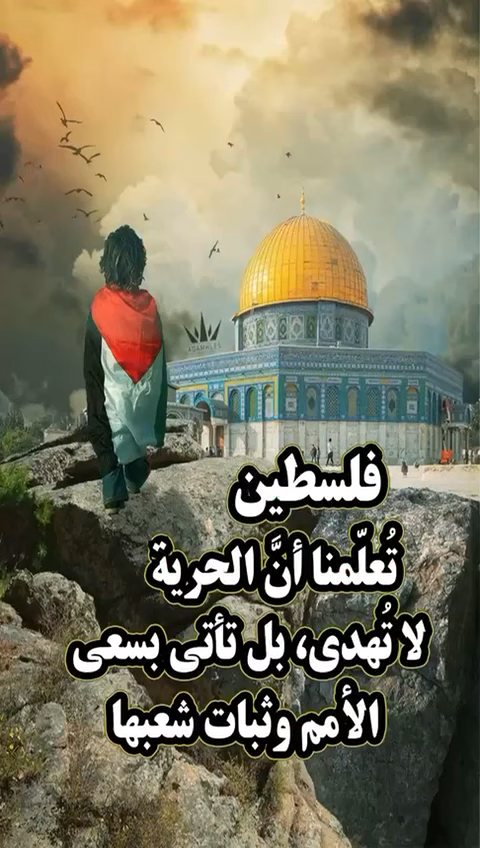 فلسطين
تُعلّمنا أنَّ الحرية
لا تُهدى، بل تأتى بسعى
الأمم وثبات شعبها